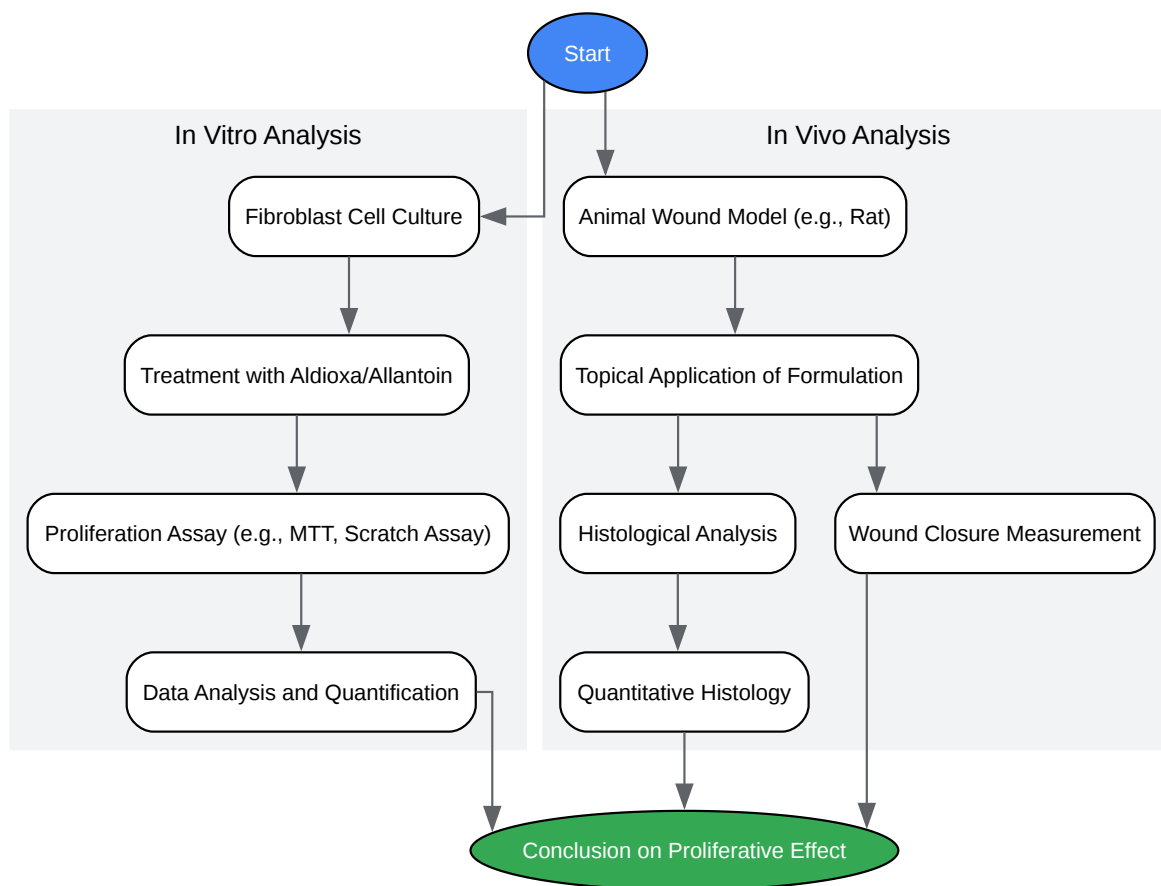 Start
In Vitro Analysis
Fibroblast Cell Culture
Treatment with Aldioxa/Allantoin
Proliferation Assay (e.g., MTT, Scratch Assay)
Data Analysis and Quantification
In Vivo Analysis
Animal Wound Model (e.g., Rat)
Topical Application of Formulation
Histological Analysis
Wound Closure Measurement
Quantitative Histology
Conclusion on Proliferative Effect